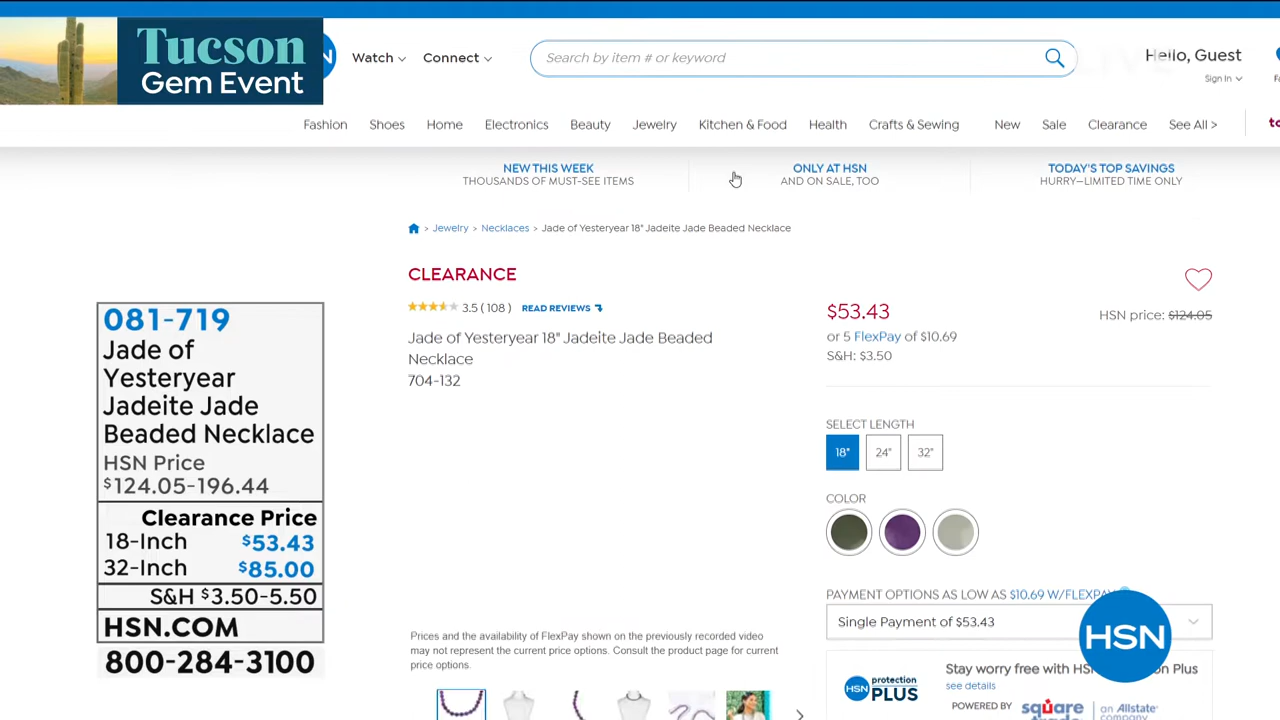 Tucson
Gem Event
N
Watch
Connect
Search by item # or keyword
LIVE
Hello, Guest
Sign In
Fashion
Shoes
Home
Electronics
Beauty
Jewelry
Kitchen & Food
Health
Crafts & Sewing
New
Sale
Clearance
See All >
NEW THIS WEEK
THOUSANDS OF MUST-SEE ITEMS
ONLY AT HSN
AND ON SALE, TOO
TODAY'S TOP SAVINGS
HURRY—LIMITED TIME ONLY
> Jewelry > Necklaces > Jade of Yesteryear 18" Jadeite Jade Beaded Necklace
CLEARANCE
3.5 ( 108 ) READ REVIEWS
Jade of Yesteryear 18" Jadeite Jade Beaded
Necklace
704-132
$53.43
HSN price: $124.05
or 5 FlexPay of $10.69
S&H: $3.50
SELECT LENGTH
18"
24"
32"
COLOR
PAYMENT OPTIONS AS LOW AS $10.69 W/FLEXPAY
Single Payment of $53.43
HSN
Stay worry free with HSN Protection Plus
see details
HSN protection PLUS
POWERED BY square trade an Allstate company
Prices and the availability of FlexPay shown on the previously recorded video
may not represent the current price options. Consult the product page for current
price options.
081-719
Jade of
Yesteryear
Jadeite Jade
Beaded Necklace
HSN Price
$124.05-196.44
Clearance Price
18-Inch $53.43
32-Inch $85.00
S&H $3.50-5.50
HSN.COM
800-284-3100